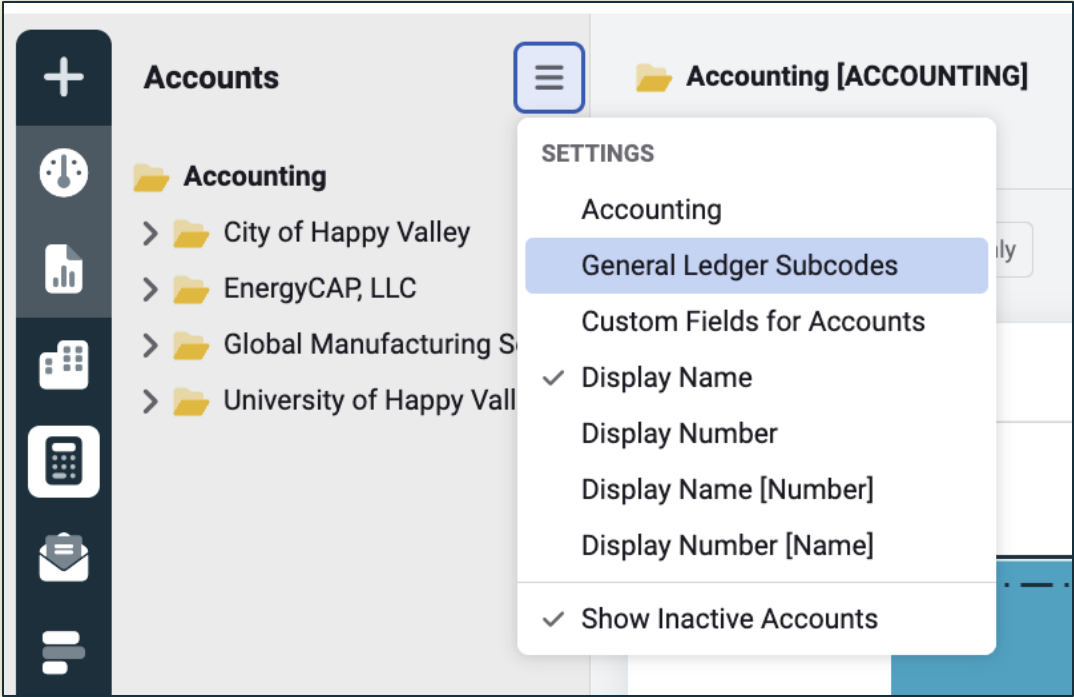 Accounts
Accounting [ACCOUNTING]
Accounting
City of Happy Valley
EnergyCAP, LLC
Global Manufacturing
University of Happy
SETTINGS
Accounting
General Ledger Subcodes
Custom Fields for Accounts
Display Name
Display Number
Display Name [Number]
Display Number [Name]
Show Inactive Accounts